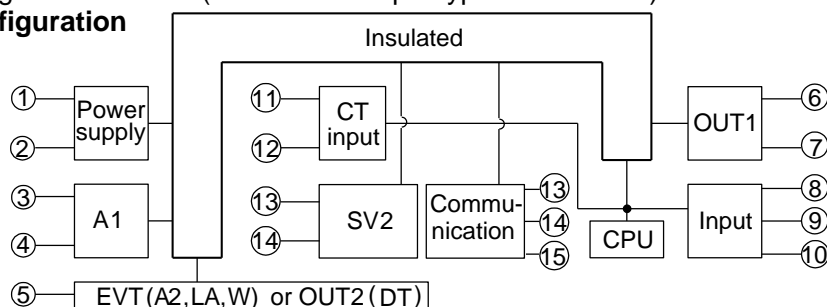 figuration
Insulated
① Power supply ②
⑪ CT input ⑫
OUT1 ⑥ ⑦
③ A1 ④
⑬ SV2 ⑭
Commu-
nication ⑬ ⑭ ⑮
CPU
Input ⑧ ⑨ ⑩
⑤ EVT(A2,LA,W) or OUT2(DT)